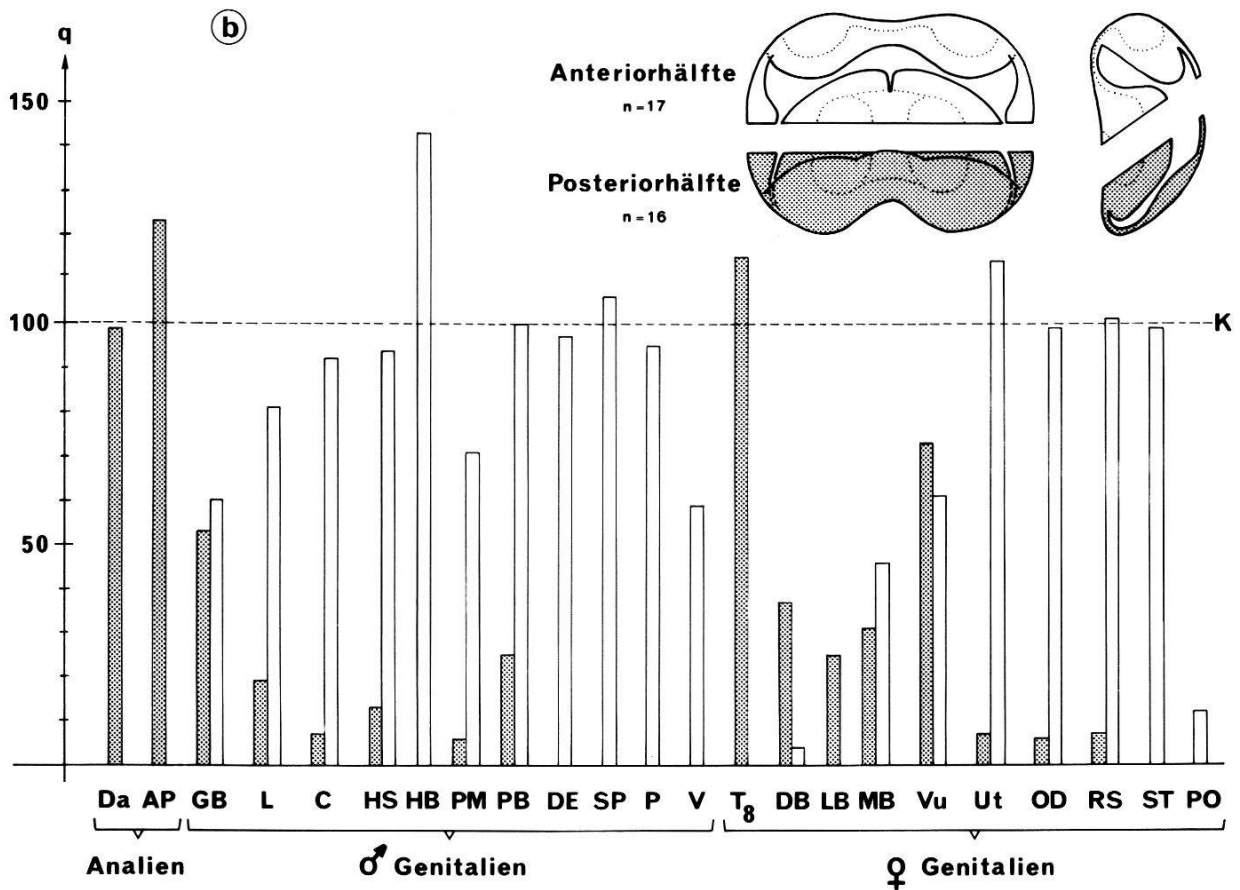 b
q
Anteriorhälfte
n=17
Posteriorhälfte
n=16
150
100
50
K
Da AP GB L C HS HB PM PB DE SP P V T8 DB LB MB Vu Ut OD RS ST PO
Analien ♂ Genitalien ♀ Genitalien